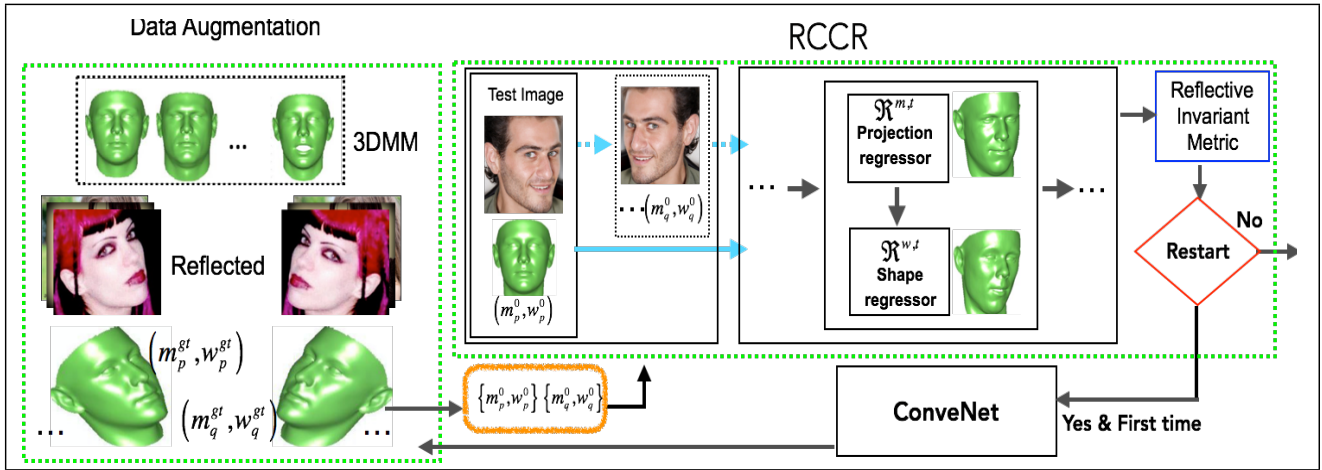 Data Augmentation
3DMM
...
Reflected
(m_p^{gt}, w_p^{gt})
(m_q^{gt}, w_q^{gt})
...
...
{m_p^0, w_p^0} {m_q^0, w_q^0}
RCCR
Test Image
(m_p^0, w_p^0)
...(m_q^0, w_q^0)
...
ℜ^{m,t}
Projection
regressor
ℜ^{w,t}
Shape
regressor
...
Reflective
Invariant
Metric
Restart
No
Yes & First time
ConveNet